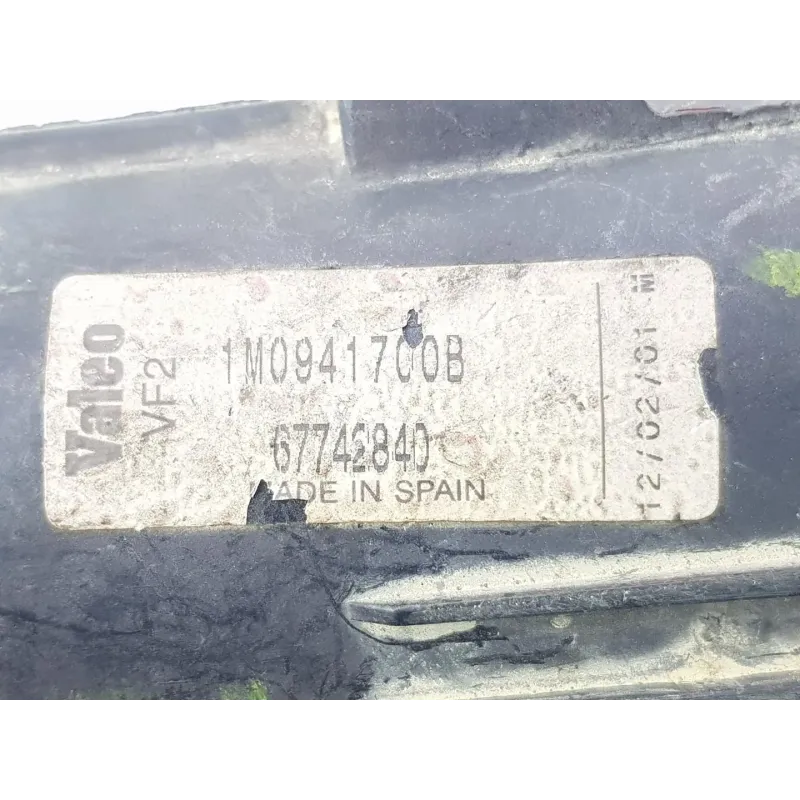 Valeo
VF2
1M0941700B
67742840
MADE IN SPAIN
12/02/01 M